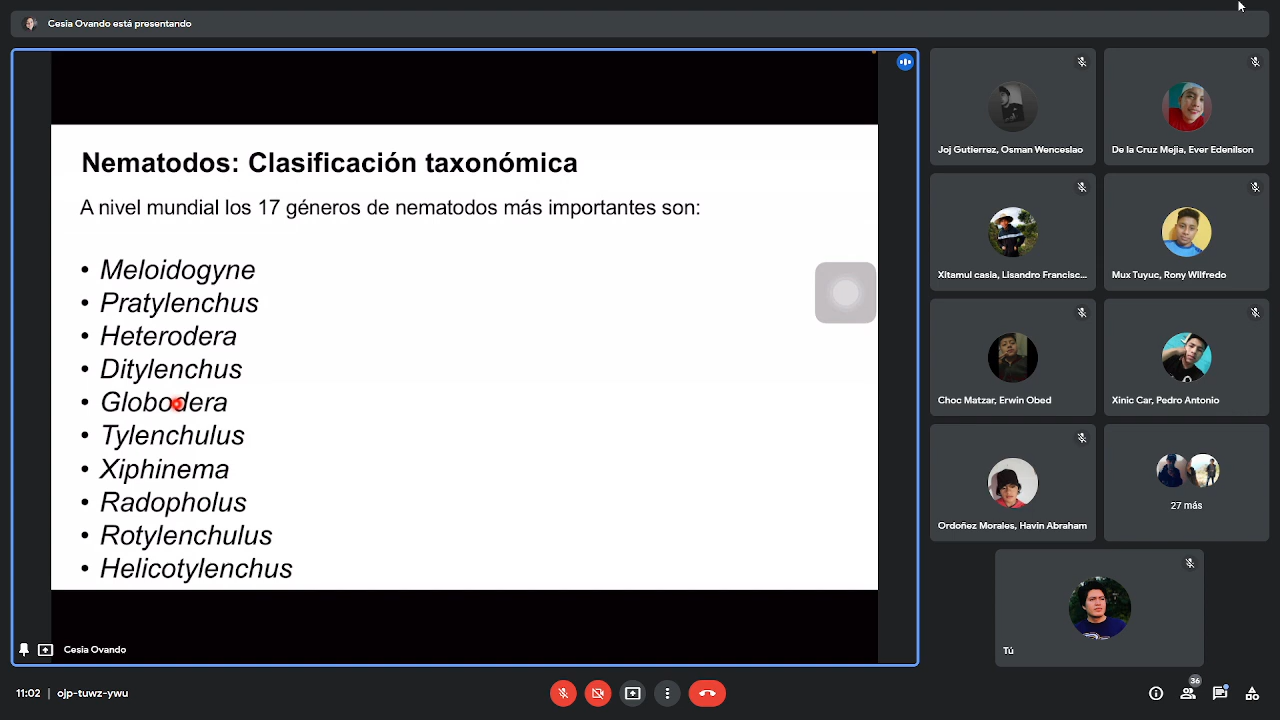 Cesia Ovando está presentando
Nematodos: Clasificación taxonómica
A nivel mundial los 17 géneros de nematodos más importantes son:
• Meloidogyne
• Pratylenchus
• Heterodera
• Ditylenchus
• Globodera
• Tylenchulus
• Xiphinema
• Radopholus
• Rotylenchulus
• Helicotylenchus
Cesia Ovando
Joj Gutierrez, Osman Wenceslao
De la Cruz Mejia, Ever Edenilson
Xitamul casia, Lisandro Francisc...
Mux Tuyuc, Rony Wilfredo
Choc Matzar, Erwin Obed
Xinic Car, Pedro Antonio
Ordoñez Morales, Havin Abraham
27 más
Tú
11:02 | ojp-tuwz-ywu
36